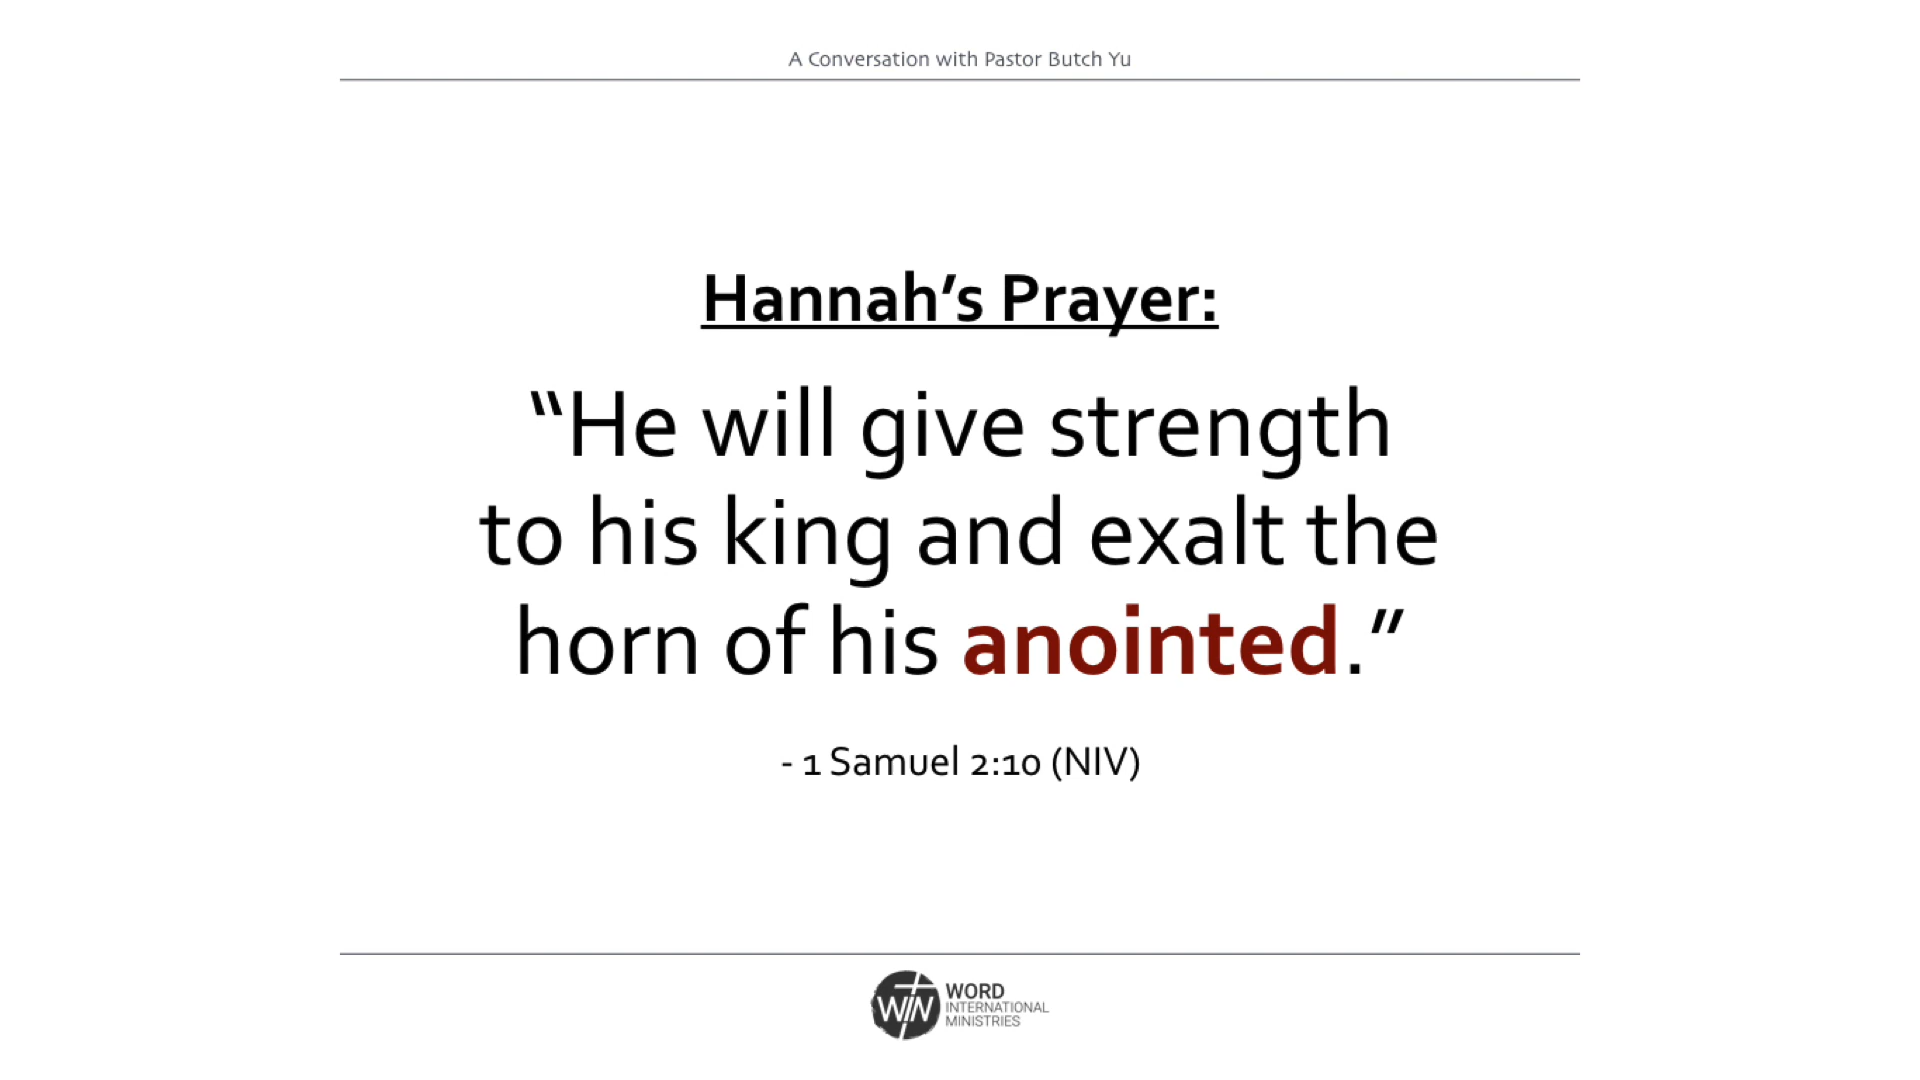 A Conversation with Pastor Butch Yu
Hannah’s Prayer:
“He will give strength
to his king and exalt the
horn of his anointed.”
- 1 Samuel 2:10 (NIV)
WIN
WORD
INTERNATIONAL
MINISTRIES